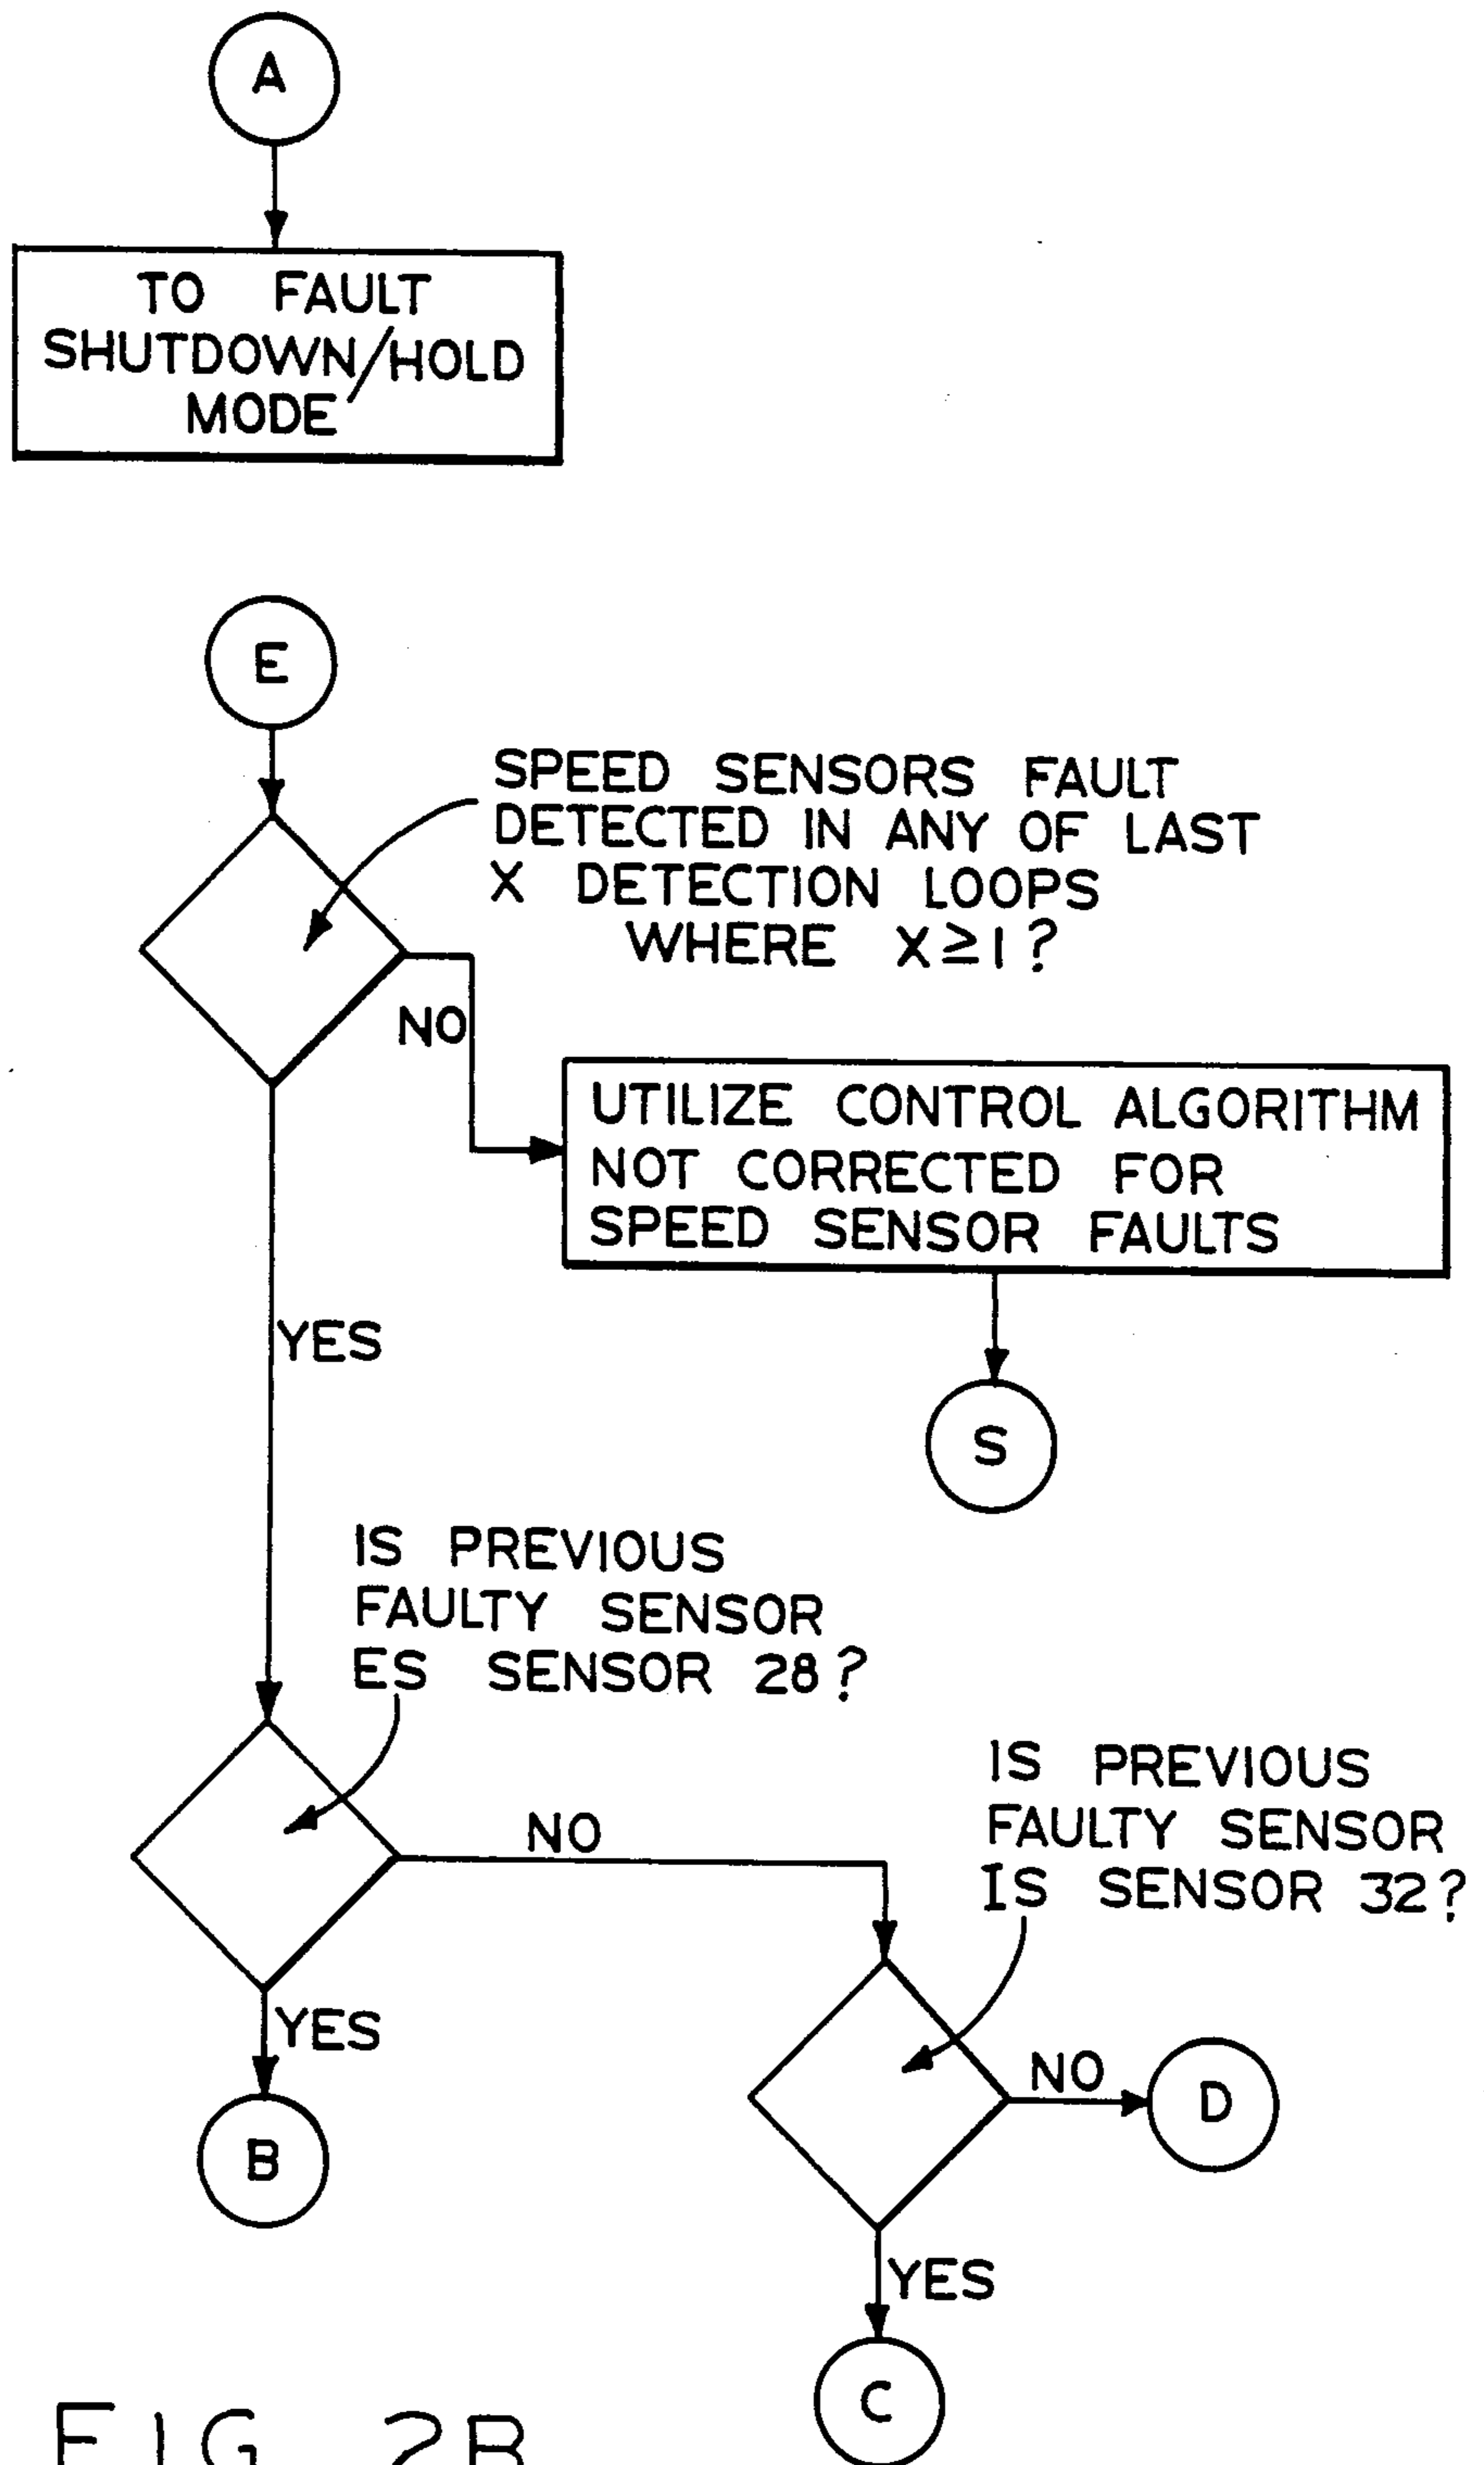 A
TO FAULT
SHUTDOWN/HOLD
MODE
E
SPEED SENSORS FAULT
DETECTED IN ANY OF LAST
X DETECTION LOOPS
WHERE X≥1?
NO
UTILIZE CONTROL ALGORITHM
NOT CORRECTED FOR
SPEED SENSOR FAULTS
YES
S
IS PREVIOUS
FAULTY SENSOR
ES SENSOR 28?
NO
IS PREVIOUS
FAULTY SENSOR
IS SENSOR 32?
YES
NO
D
B
YES
C
FIG 2B